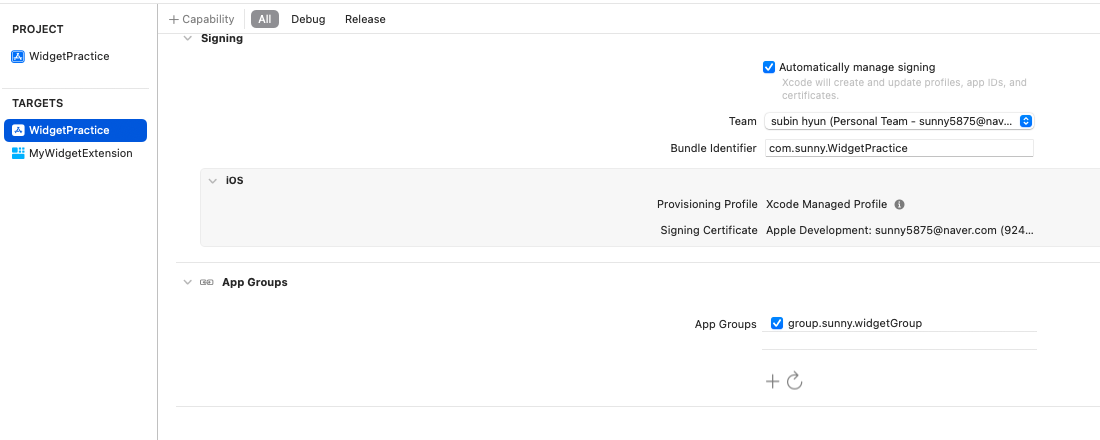 PROJECT
WidgetPractice
TARGETS
WidgetPractice
MyWidgetExtension
+ Capability All Debug Release
Signing
Automatically manage signing
Xcode will create and update profiles, app IDs, and
certificates.
Team subin hyun (Personal Team - sunny5875@nav...
Bundle Identifier com.sunny.WidgetPractice
iOS
Provisioning Profile Xcode Managed Profile
Signing Certificate Apple Development: sunny5875@naver.com (924...
App Groups
App Groups group.sunny.widgetGroup